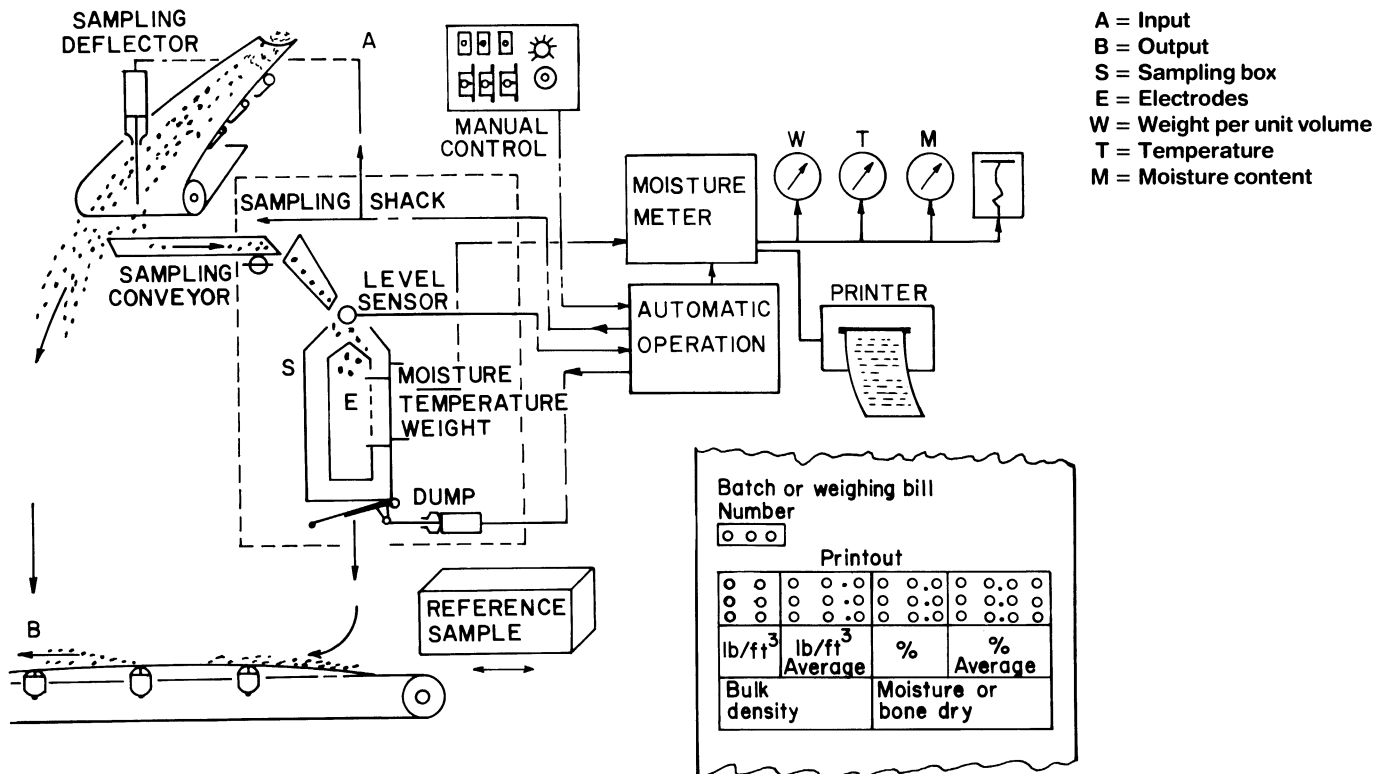 SAMPLING
DEFLECTOR
A
MANUAL
CONTROL
A = Input
B = Output
S = Sampling box
E = Electrodes
W = Weight per unit volume
T = Temperature
M = Moisture content
W
T
M
MOISTURE
METER
SAMPLING SHACK
SAMPLING
CONVEYOR
LEVEL
SENSOR
AUTOMATIC
OPERATION
PRINTER
S
E
MOISTURE
TEMPERATURE
WEIGHT
DUMP
REFERENCE
SAMPLE
B
Batch or weighing bill
Number
Printout
lb/ft³
lb/ft³
Average
%
%
Average
Bulk
density
Moisture or
bone dry